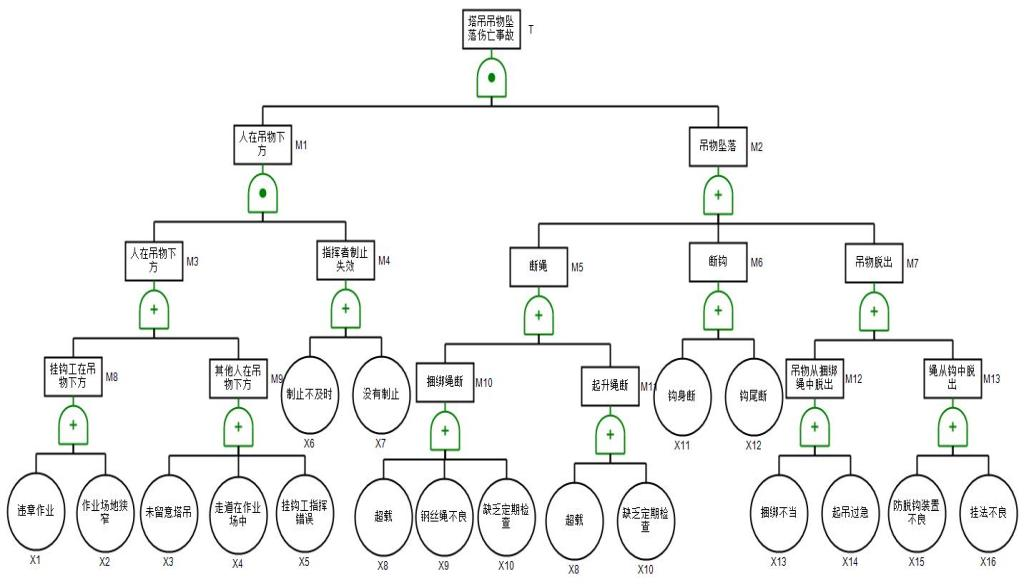 塔吊吊物坠
落伤亡事故
T
人在吊物下
方
M1
吊物坠落
M2
人在吊物下
方
M3
指挥者制止
失效
M4
断绳
M5
断钩
M6
吊物脱出
M7
挂钩工在吊
物下方
M8
其他人在吊
物下方
M9
制止不及时
X6
没有制止
X7
捆绑绳断
M10
起升绳断
M11
钩身断
X11
钩尾断
X12
吊物从捆绑
绳中脱出
M12
绳从钩中脱
出
M13
违章作业
X1
作业场地狭
窄
X2
未留意塔吊
X3
走道在作业
场中
X4
挂钩工指挥
错误
X5
超载
X8
钢丝绳不良
X9
缺乏定期检
查
X10
超载
X8
缺乏定期检
查
X10
捆绑不当
X13
起吊过急
X14
防脱钩装置
不良
X15
挂法不良
X16